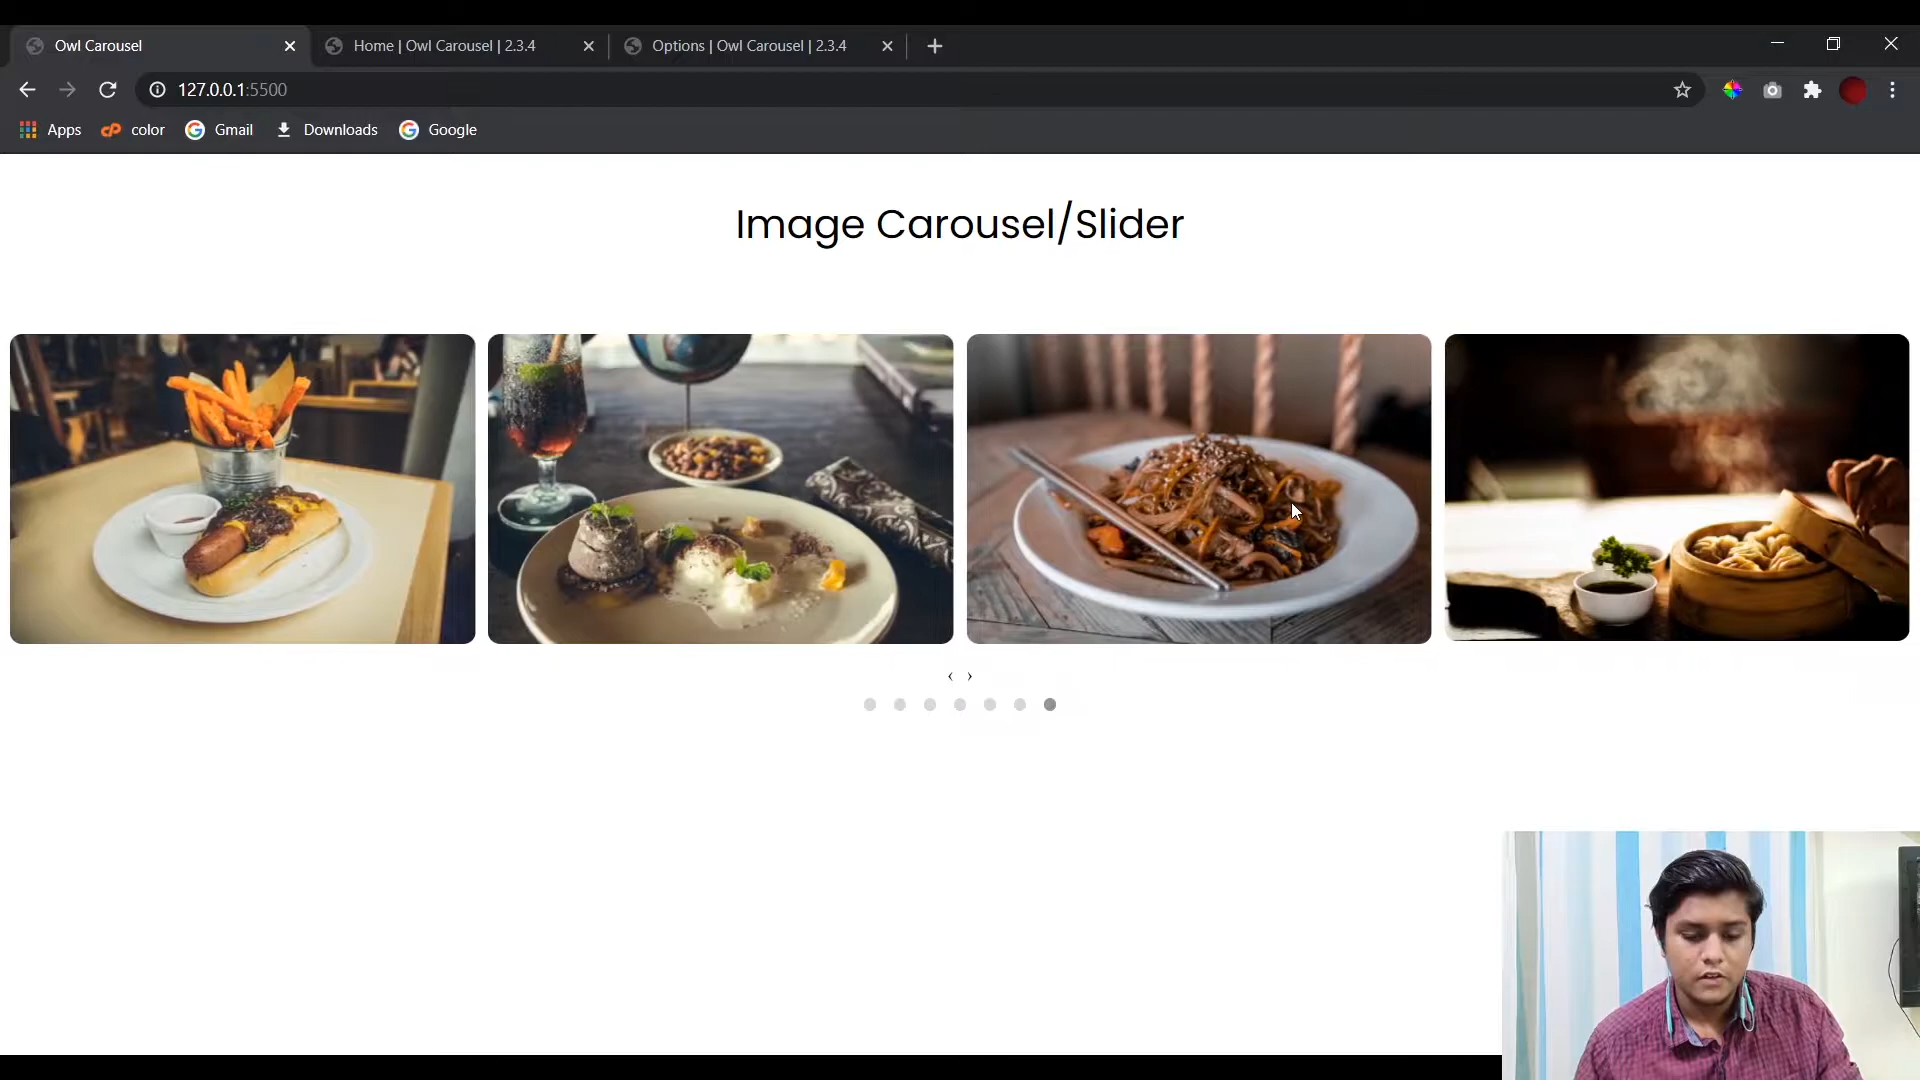 Owl Carousel
Home | Owl Carousel | 2.3.4
Options | Owl Carousel | 2.3.4
127.0.0.1:5500
Apps
color
Gmail
Downloads
Google
Image Carousel/Slider
‹ ›